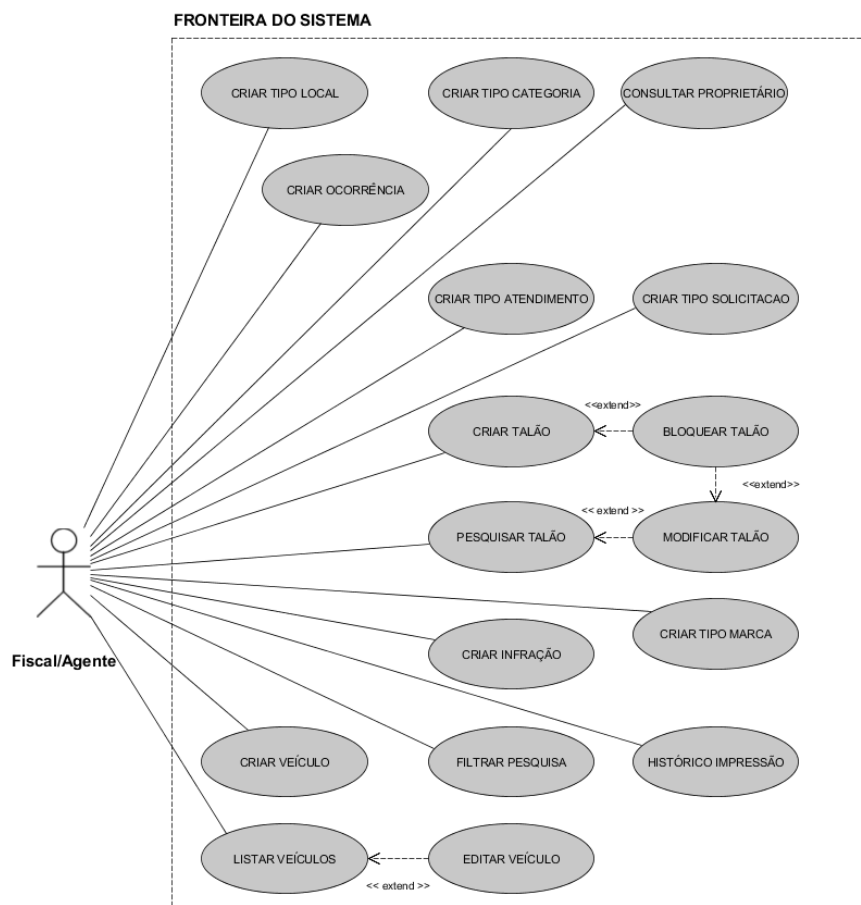 FRONTEIRA DO SISTEMA
CRIAR TIPO LOCAL
CRIAR TIPO CATEGORIA
CONSULTAR PROPRIETÁRIO
CRIAR OCORRÊNCIA
CRIAR TIPO ATENDIMENTO
CRIAR TIPO SOLICITACAO
<<extend>>
CRIAR TALÃO
BLOQUEAR TALÃO
<<extend>>
<< extend >>
PESQUISAR TALÃO
MODIFICAR TALÃO
CRIAR TIPO MARCA
CRIAR INFRAÇÃO
Fiscal/Agente
CRIAR VEÍCULO
FILTRAR PESQUISA
HISTÓRICO IMPRESSÃO
LISTAR VEÍCULOS
EDITAR VEÍCULO
<< extend >>